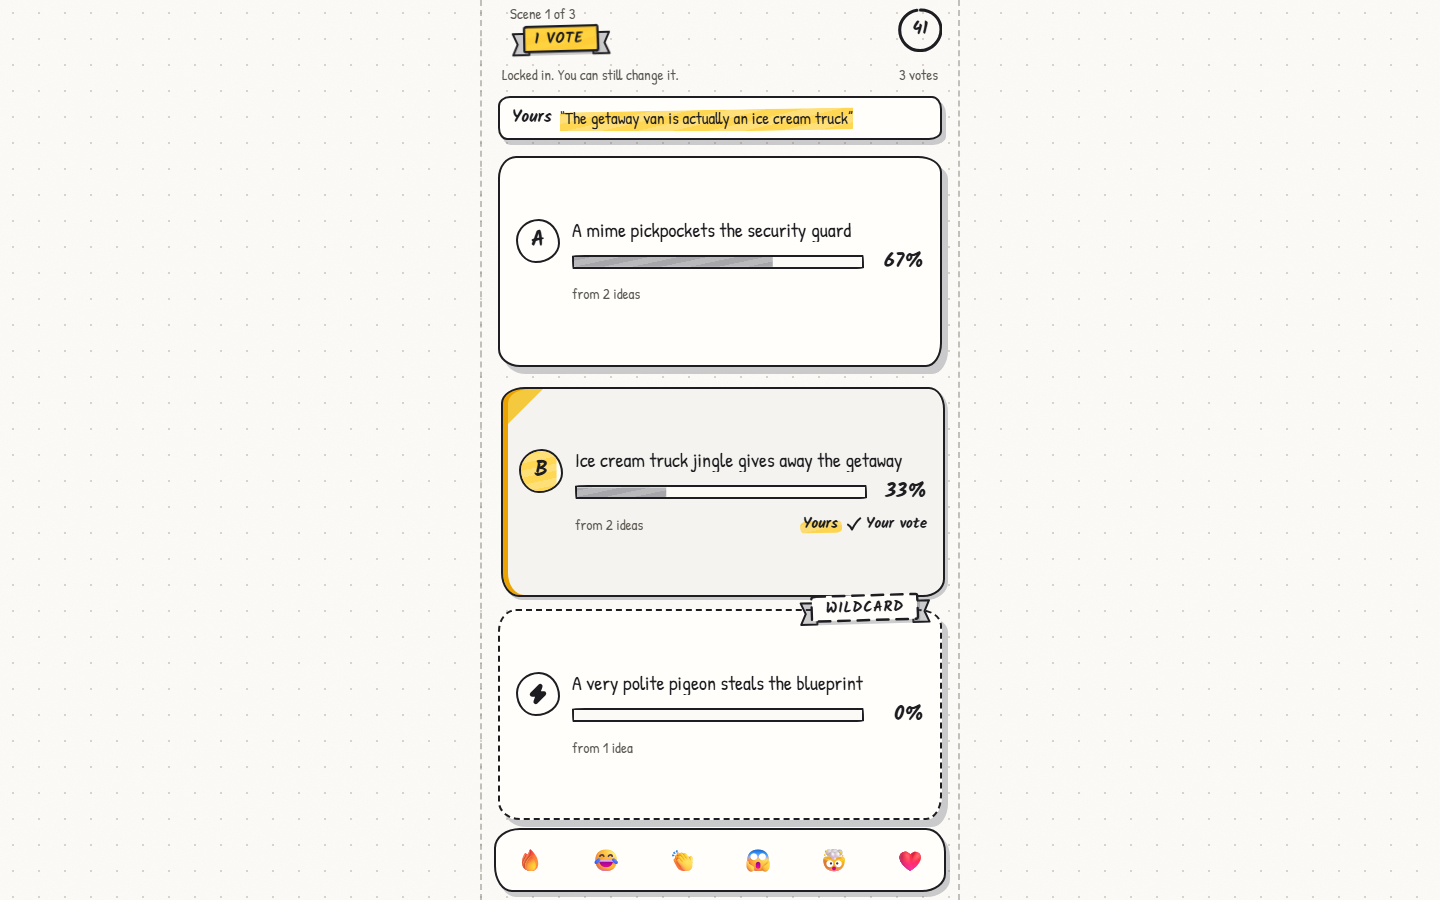 Scene 1 of 3
I VOTE
41
Locked in. You can still change it.
3 votes
Yours "The getaway van is actually an ice cream truck"
A
A mime pickpockets the security guard
67%
from 2 ideas
B
Ice cream truck jingle gives away the getaway
33%
from 2 ideas
Yours ✓ Your vote
WILDCARD
A very polite pigeon steals the blueprint
0%
from 1 idea